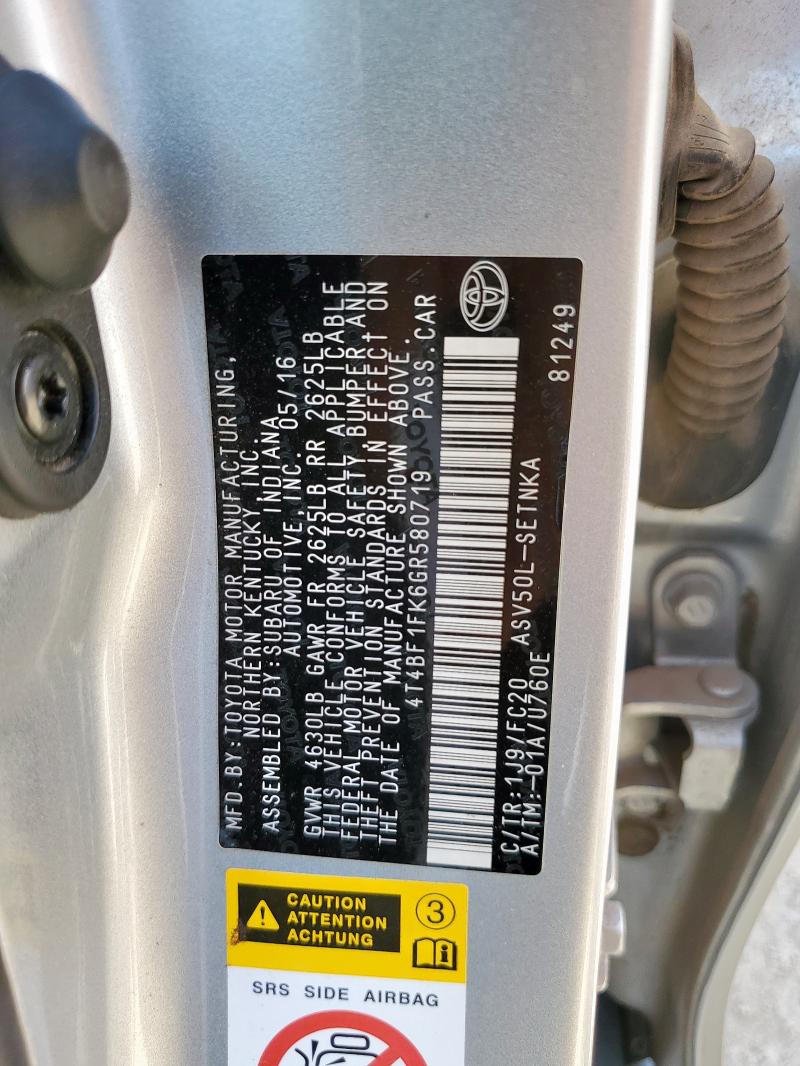 MFD.BY:TOYOTA MOTOR MANUFACTURING,
NORTHERN KENTUCKY, INC.
ASSEMBLED BY:SUBARU OF INDIANA
AUTOMOTIVE,INC. 05/16
GVWR 4630LB GAWR FR 2625LB RR 2625LB
THIS VEHICLE CONFORMS TO ALL APPLICABLE
FEDERAL MOTOR VEHICLE SAFETY BUMPER AND
THEFT PREVENTION STANDARDS IN EFFECT ON
THE DATE OF MANUFACTURE SHOWN ABOVE.
4T4BF1FK6GR580719 PASS.CAR
C/TR:1J9/FC20 ASV50L-SETNKA
A/TM:-01A/U760E 81249
CAUTION
ATTENTION
ACHTUNG
3
SRS SIDE AIRBAG